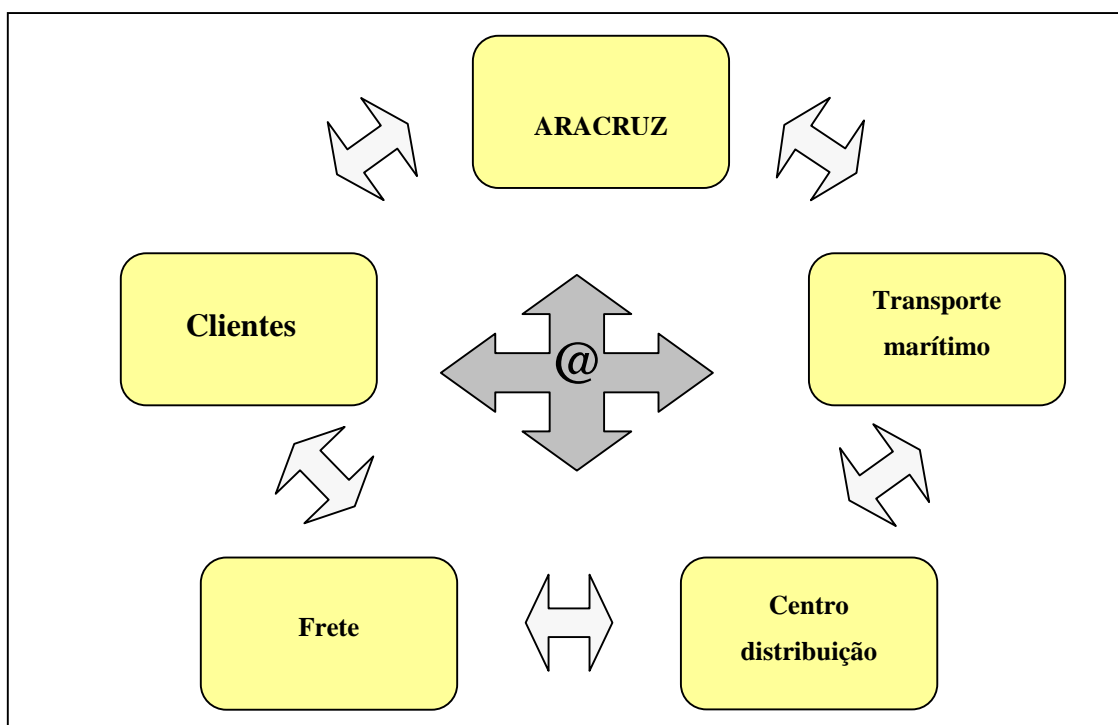 ARACRUZ
Clientes
Transporte
marítimo
@
Frete
Centro
distribuição